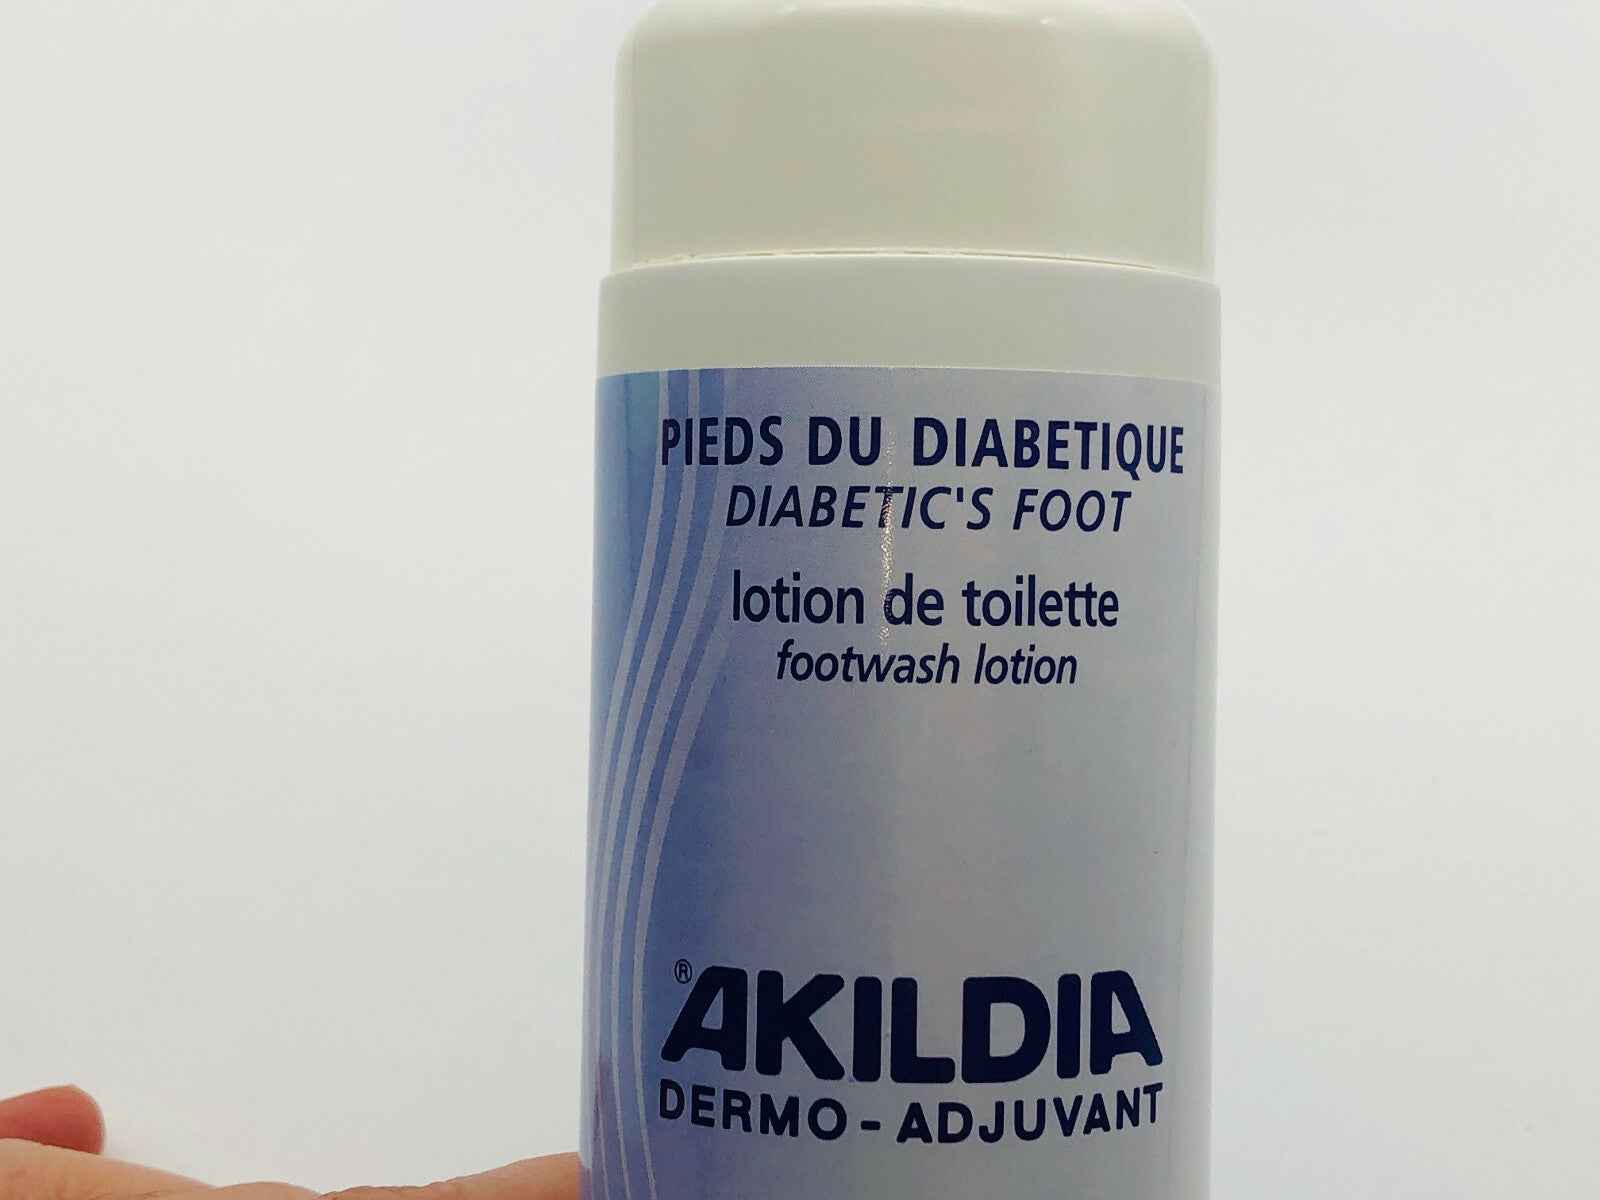 PIEDS DU DIABETIQUE
DIABETIC'S FOOT
lotion de toilette
footwash lotion
®AKILDIA
DERMO-ADJUVANT